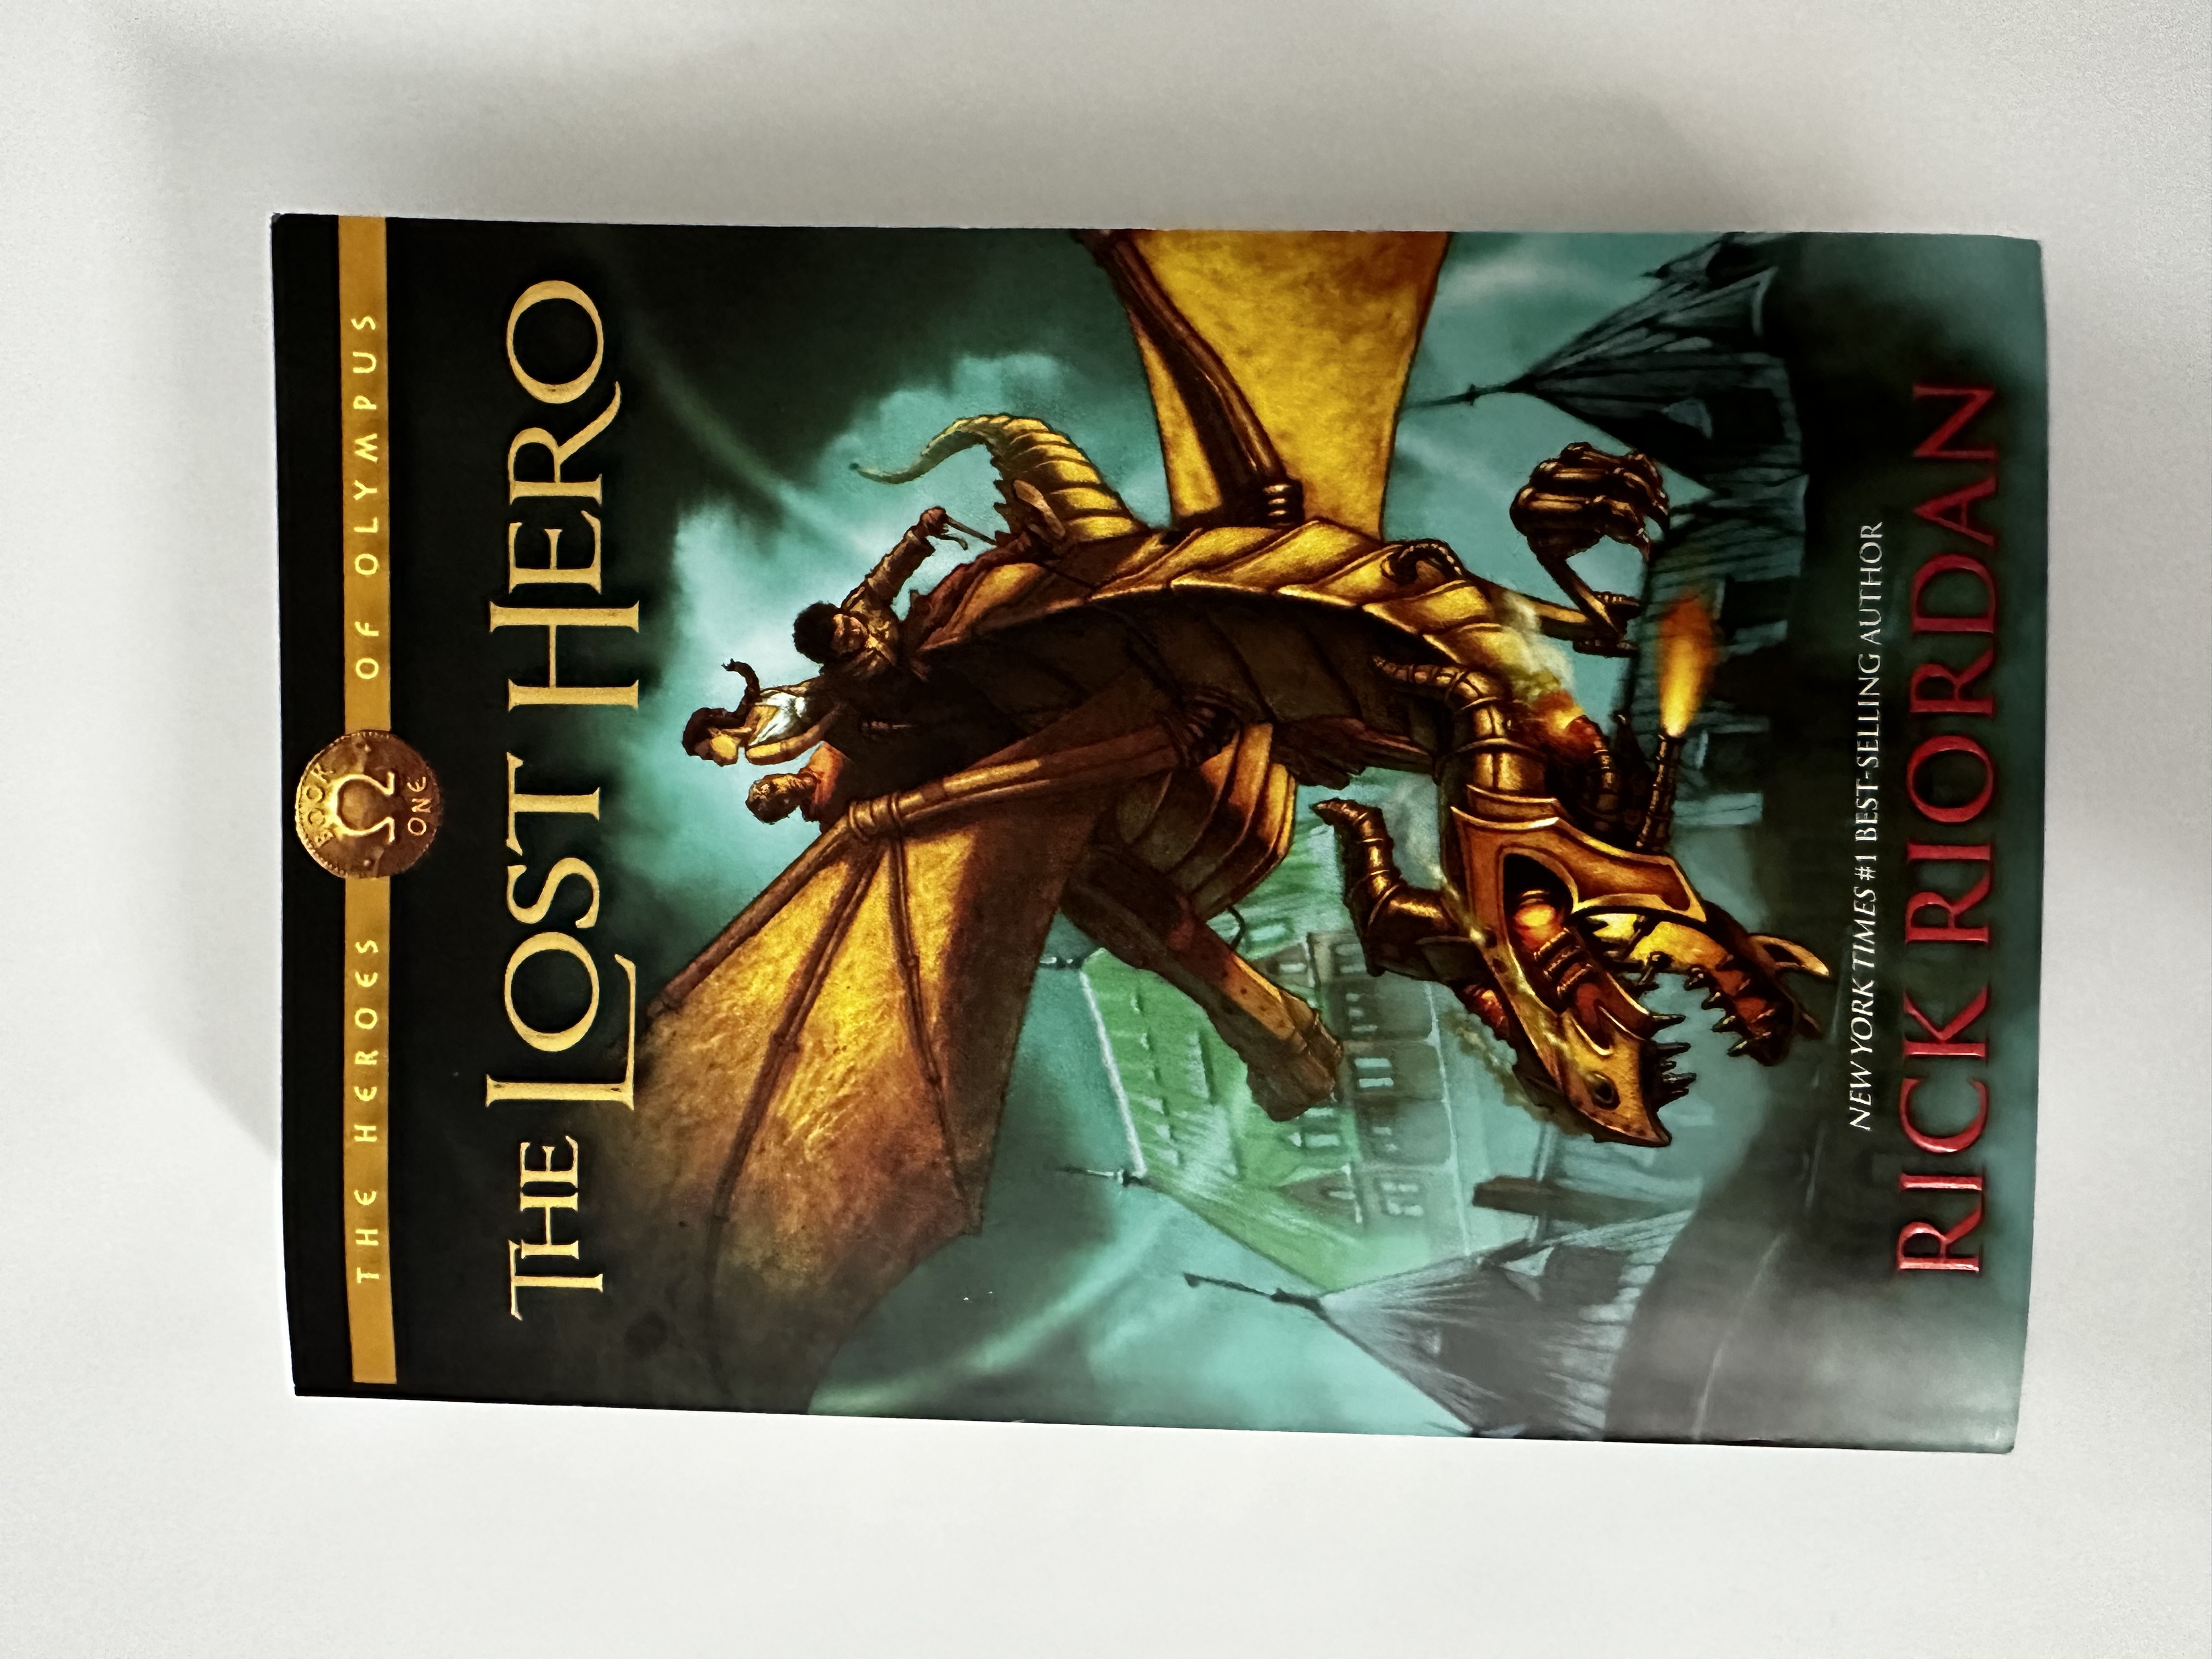 THE HEROES OF OLYMPUS
BOOK
Ω
ONE
THE LOST HERO
NEW YORK TIMES #1 BEST-SELLING AUTHOR
RICK RIORDAN